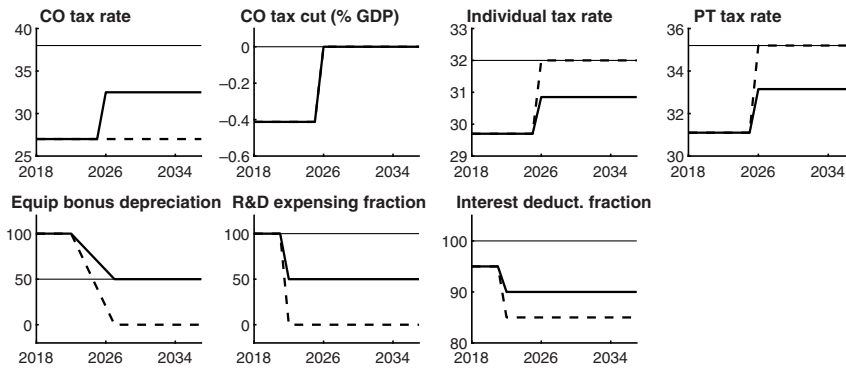 CO tax rate
40
35
30
25
2018 2026 2034
CO tax cut (% GDP)
0
−0.2
−0.4
−0.6
2018 2026 2034
Individual tax rate
33
32
31
30
29
2018 2026 2034
PT tax rate
36
35
33
31
30
2018 2026 2034
Equip bonus depreciation
100
50
0
2018 2026 2034
R&D expensing fraction
100
50
0
2018 2026 2034
Interest deduct. fraction
100
90
80
2018 2026 2034